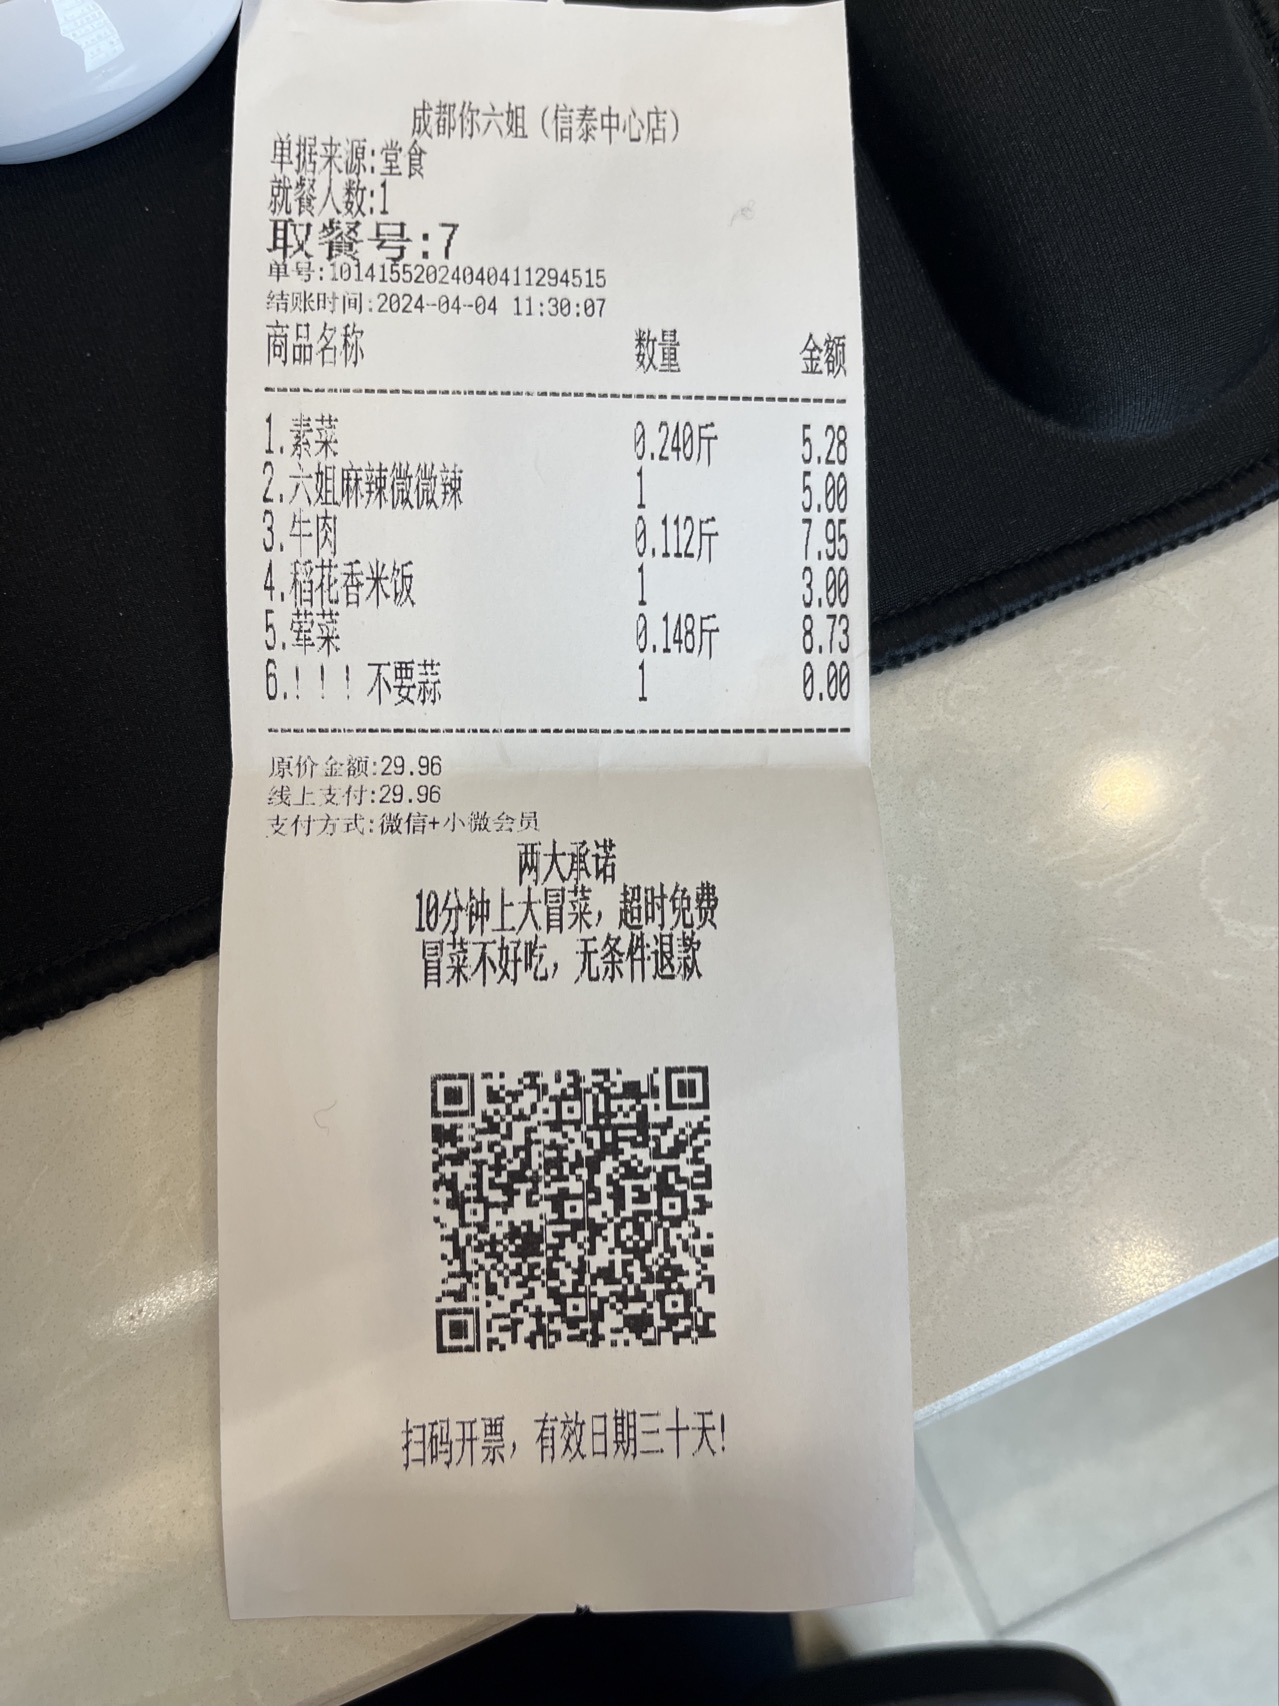 成都你六姐（信泰中心店）
单据来源:堂食
就餐人数:1
取餐号:7
单号:10141552024040411294515
结账时间:2024-04-04 11:30:07
商品名称 数量 金额
1.素菜 0.240斤 5.28
2.六姐麻辣微微辣 1 5.00
3.牛肉 0.112斤 7.95
4.稻花香米饭 1 3.00
5.荤菜 0.148斤 8.73
6.！！！不要蒜 1 0.00
原价金额:29.96
线上支付:29.96
支付方式:微信+小微会员
两大承诺
10分钟上大冒菜，超时免费
冒菜不好吃，无条件退款
扫码开票，有效日期三十天!